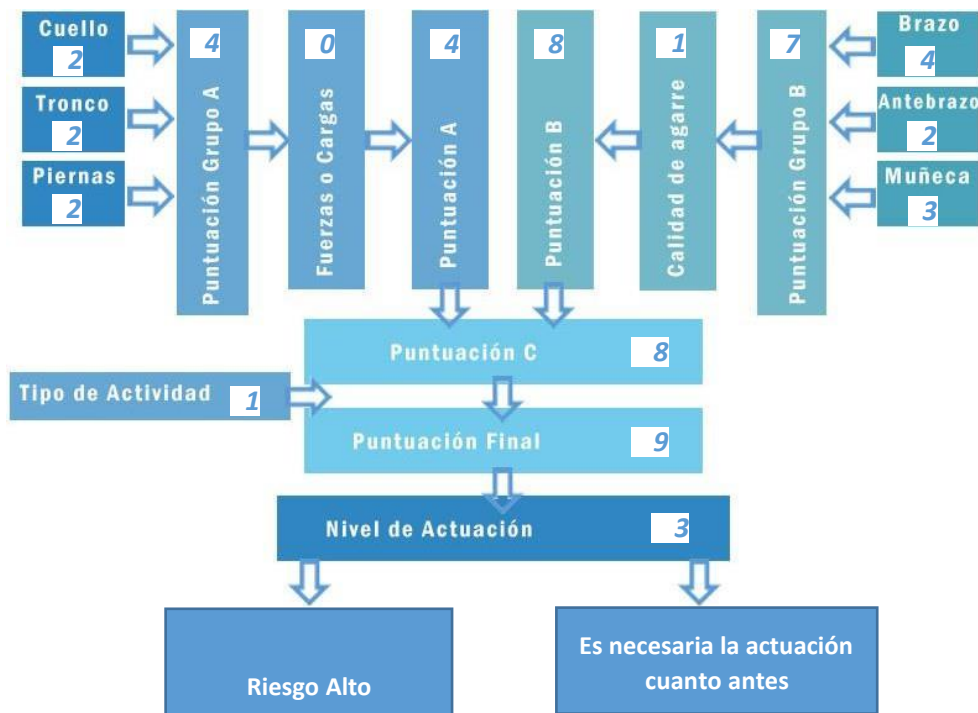 Cuello
2
Tronco
2
Piernas
2
4
Puntuación Grupo A
0
Fuerzas o Cargas
4
Puntuación A
8
Puntuación B
1
Calidad de agarre
7
Puntuación Grupo B
Brazo
4
Antebrazo
2
Muñeca
3
Puntuación C 8
Tipo de Actividad 1
Puntuación Final 9
Nivel de Actuación 3
Riesgo Alto
Es necesaria la actuación
cuanto antes